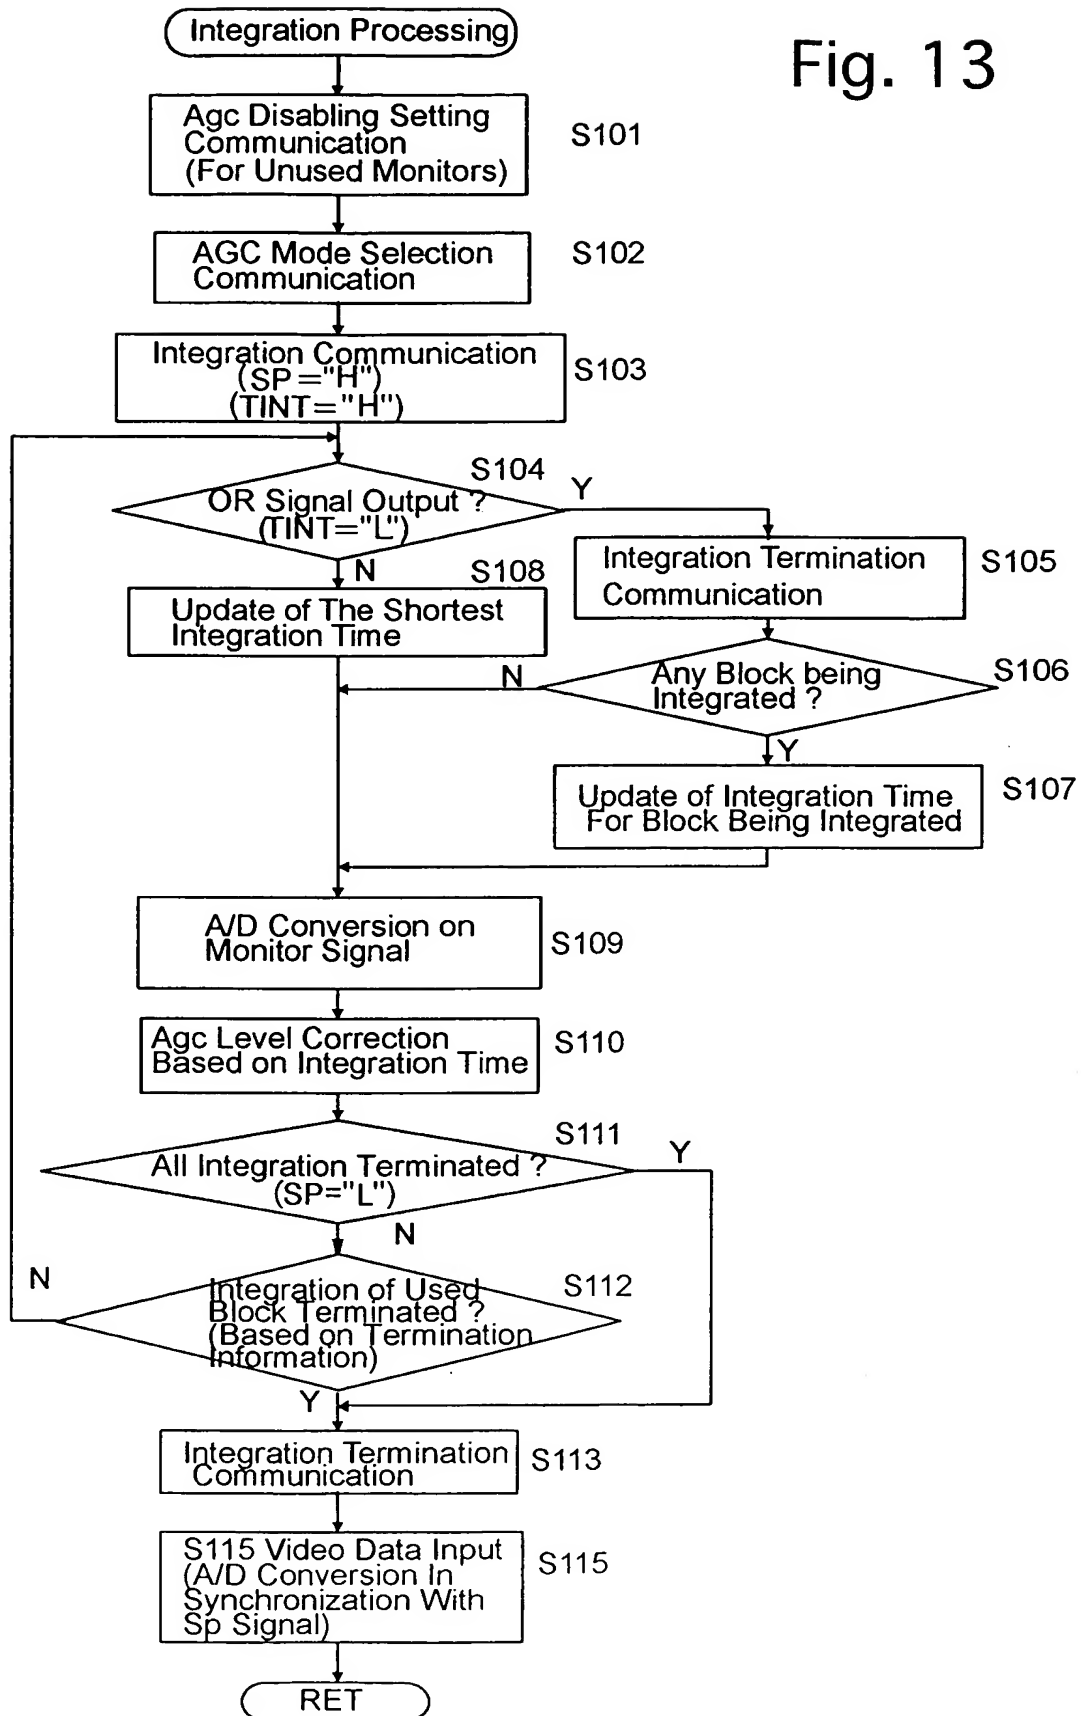 Integration Processing
Fig. 13
Agc Disabling Setting
Communication
(For Unused Monitors)
S101
AGC Mode Selection
Communication
S102
Integration Communication
(SP="H")
(TINT="H")
S103
S104
OR Signal Output ?
(TINT="L")
Y
N
Integration Termination
Communication
S105
S108
Update of The Shortest
Integration Time
Any Block being
Integrated ?
S106
N
Y
Update of Integration Time
For Block Being Integrated
S107
A/D Conversion on
Monitor Signal
S109
Agc Level Correction
Based on Integration Time
S110
S111
All Integration Terminated ?
(SP="L")
Y
N
N
Integration of Used
Block Terminated ?
(Based on Termination
Information)
S112
Y
Integration Termination
Communication
S113
S115 Video Data Input
(A/D Conversion In
Synchronization With
Sp Signal)
S115
RET